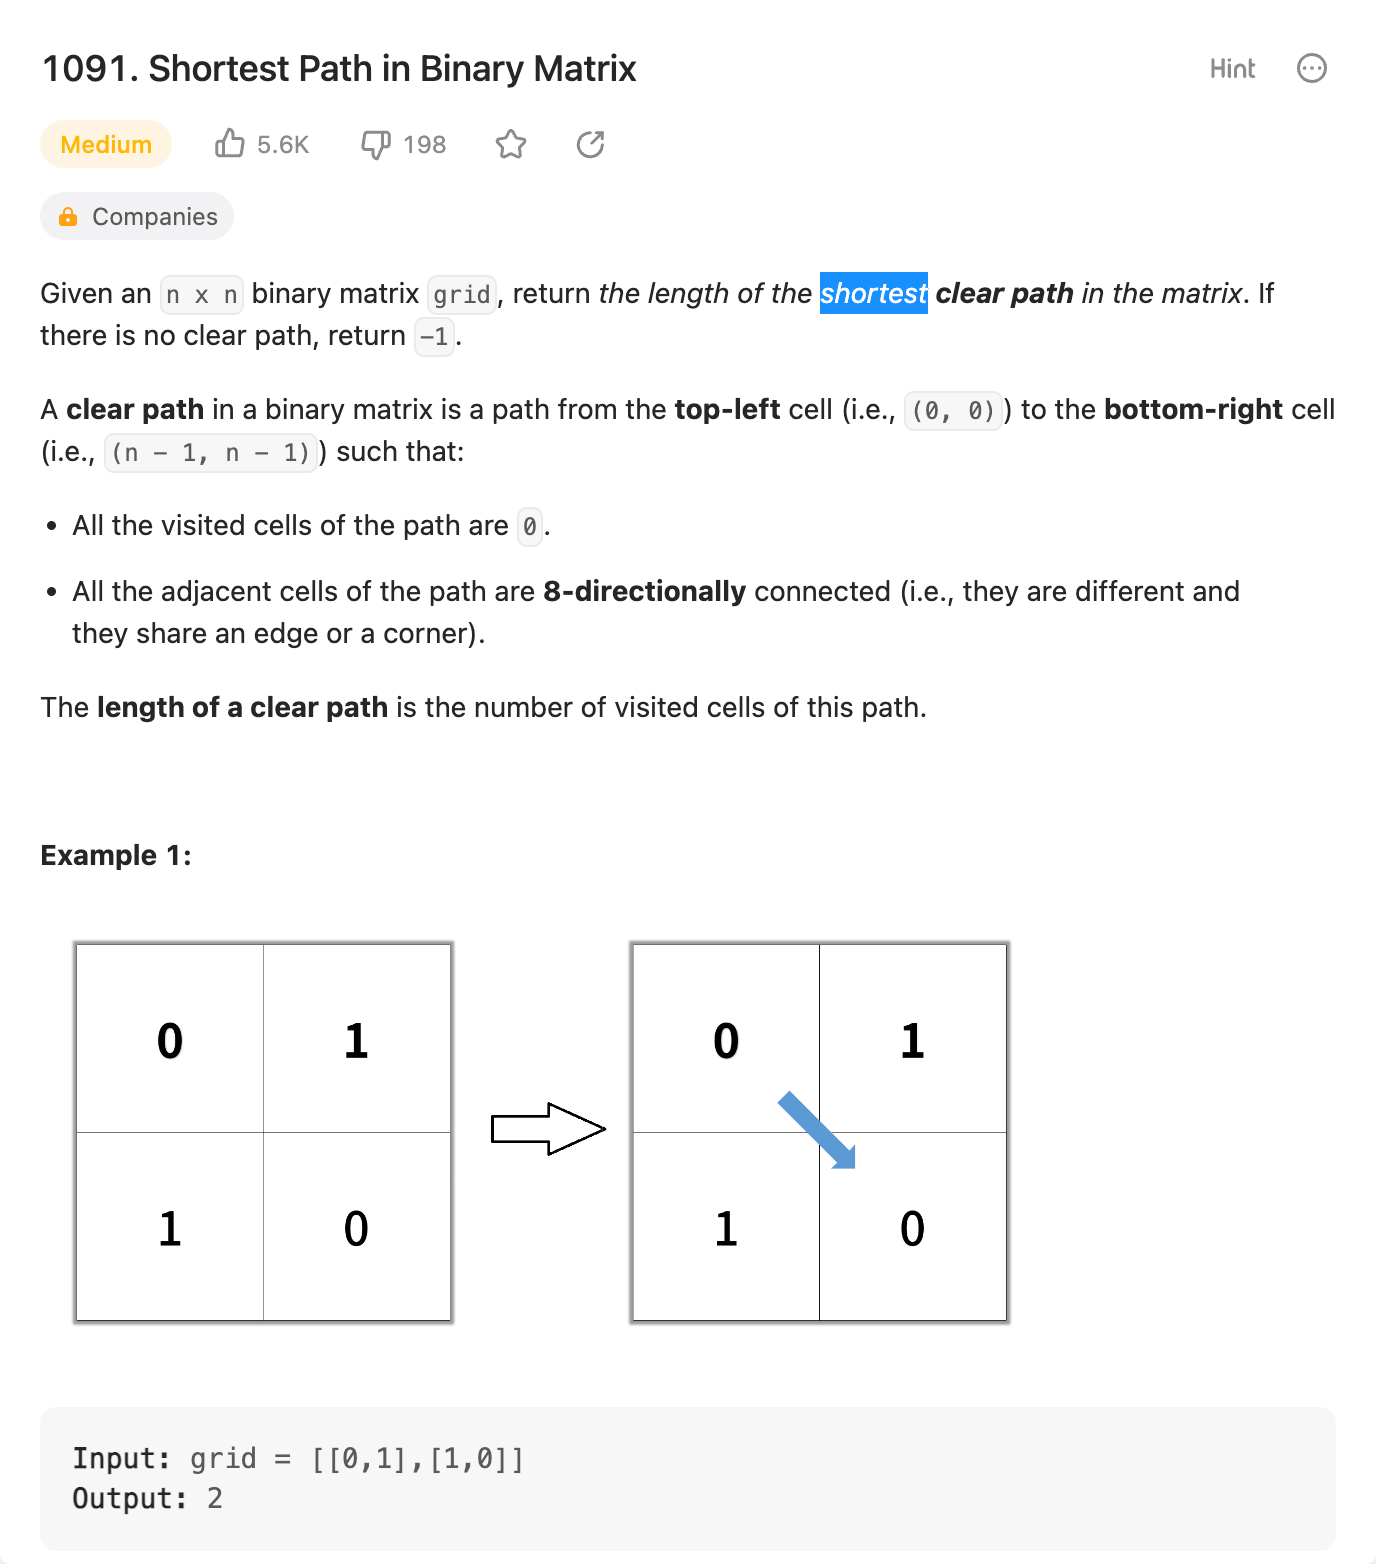 1091. Shortest Path in Binary Matrix
Hint
Medium
5.6K
198
Companies
Given an n x n binary matrix grid, return the length of the shortest clear path in the matrix. If
there is no clear path, return -1.
A clear path in a binary matrix is a path from the top-left cell (i.e., (0, 0)) to the bottom-right cell
(i.e., (n - 1, n - 1)) such that:
• All the visited cells of the path are 0.
• All the adjacent cells of the path are 8-directionally connected (i.e., they are different and
they share an edge or a corner).
The length of a clear path is the number of visited cells of this path.
Example 1:
0 1
1 0
0 1
1 0
Input: grid = [[0,1],[1,0]]
Output: 2